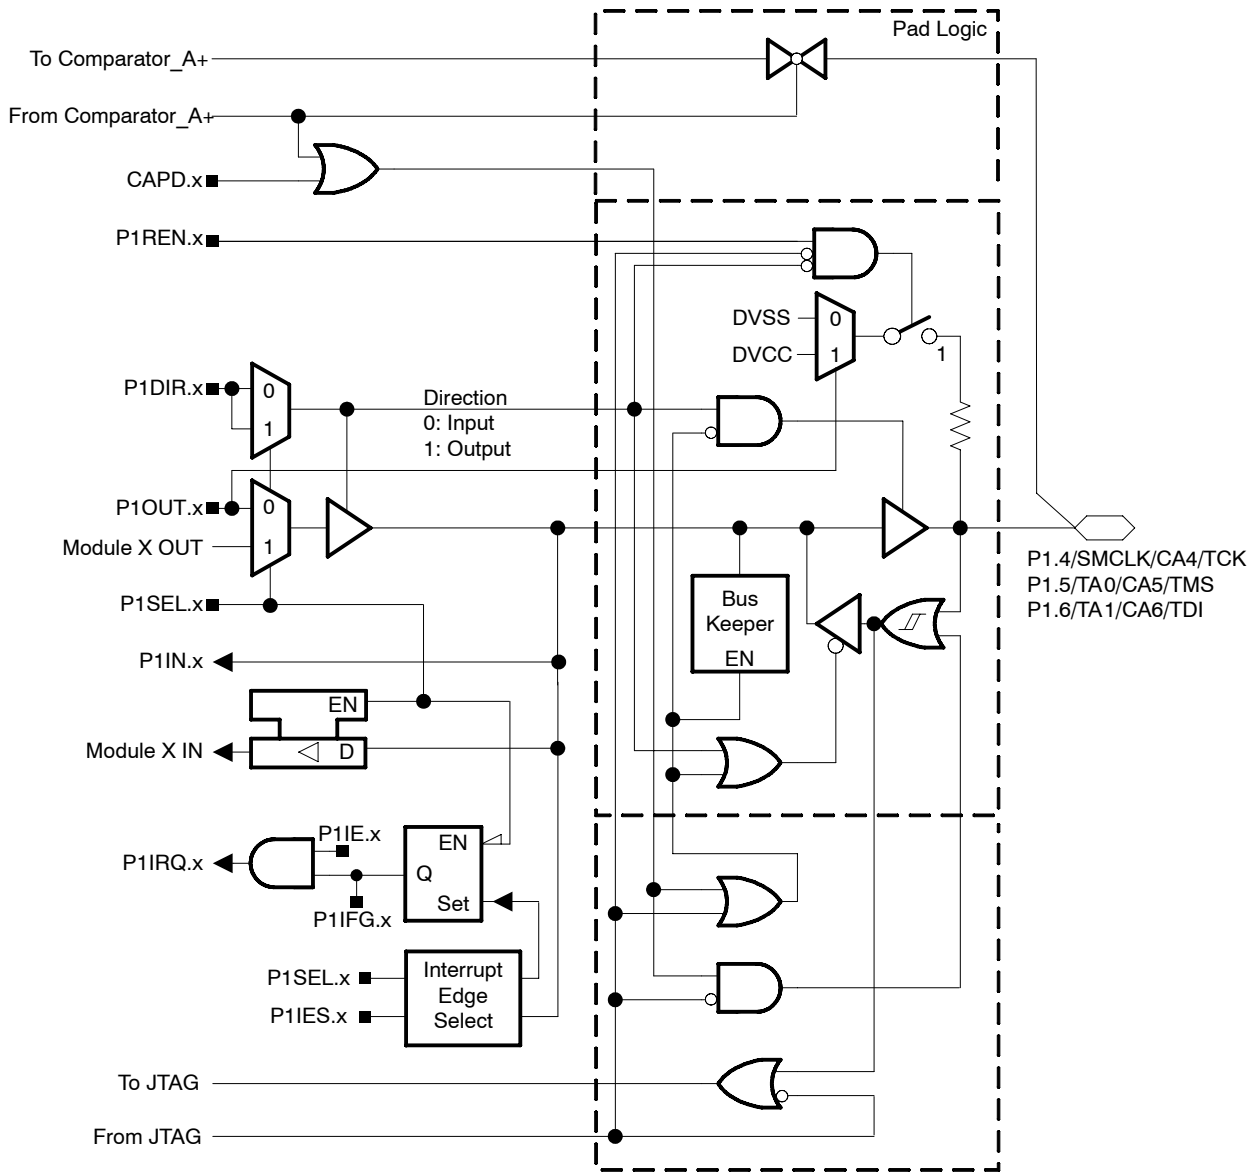 Pad Logic
To Comparator_A+
From Comparator_A+
CAPD.x
P1REN.x
DVSS
0
DVCC
1
1
P1DIR.x
0
1
Direction
0: Input
1: Output
P1OUT.x
0
Module X OUT
1
P1SEL.x
P1.4/SMCLK/CA4/TCK
P1.5/TA0/CA5/TMS
P1.6/TA1/CA6/TDI
Bus
Keeper
EN
P1IN.x
EN
Module X IN
D
P1IE.x
P1IRQ.x
EN
Q
Set
P1IFG.x
P1SEL.x
P1IES.x
Interrupt
Edge
Select
To JTAG
From JTAG